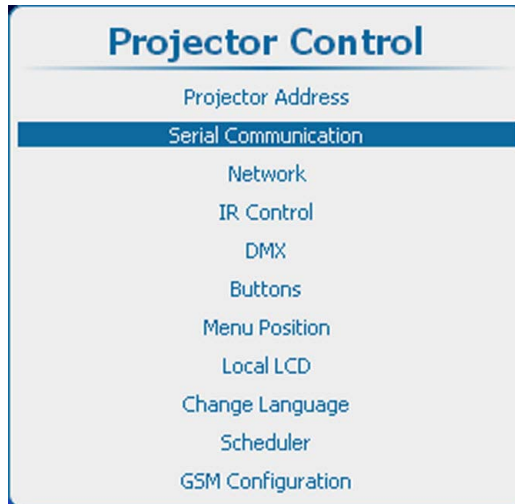 Projector Control
Projector Address
Serial Communication
Network
IR Control
DMX
Buttons
Menu Position
Local LCD
Change Language
Scheduler
GSM Configuration